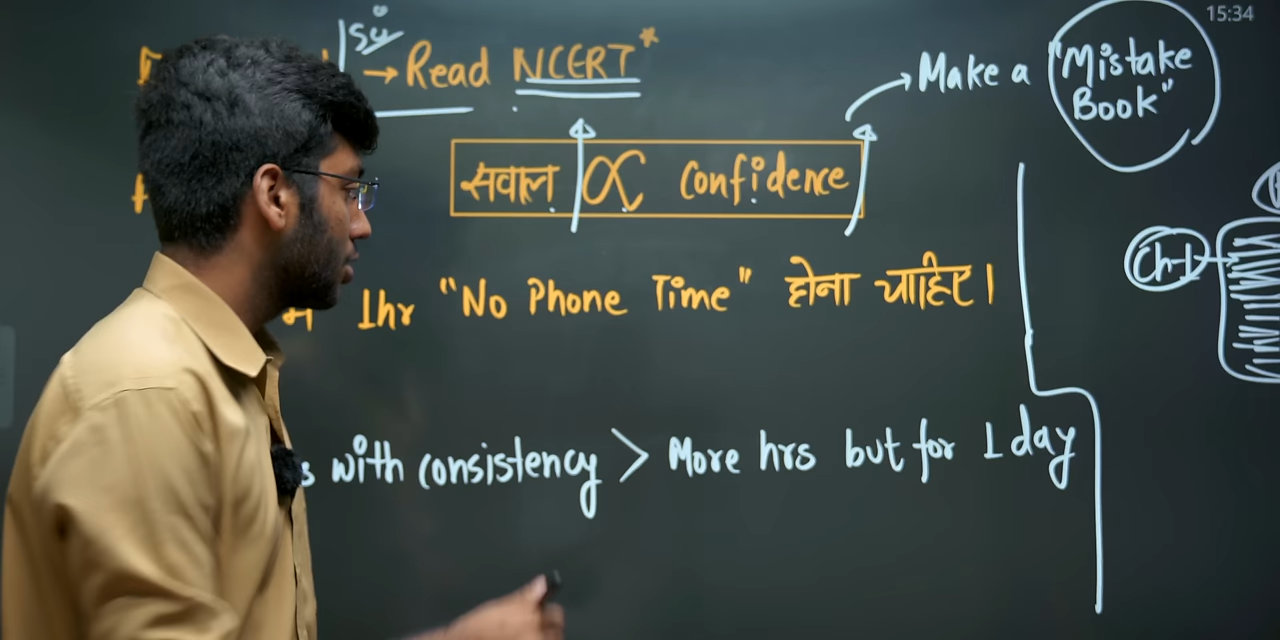 15:34
→ Read NCERT*
→ Make a "Mistake Book"
सवाल ∝ Confidence
1hr "No Phone Time" होना चाहिए।
Ch-1
with consistency > More hrs but for 1 day